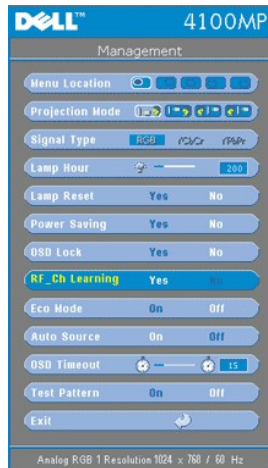 DELL™ 4100MP
Management
Menu Location
Projection Mode
Signal Type RGB YCbCr YPbPr
Lamp Hour 200
Lamp Reset Yes No
Power Saving Yes No
OSD Lock Yes No
RF_Ch Learning Yes No
Eco Mode On Off
Auto Source On Off
OSD Timeout 15
Test Pattern On Off
Exit
Analog RGB 1 Resolution 1024 x 768 / 60 Hz